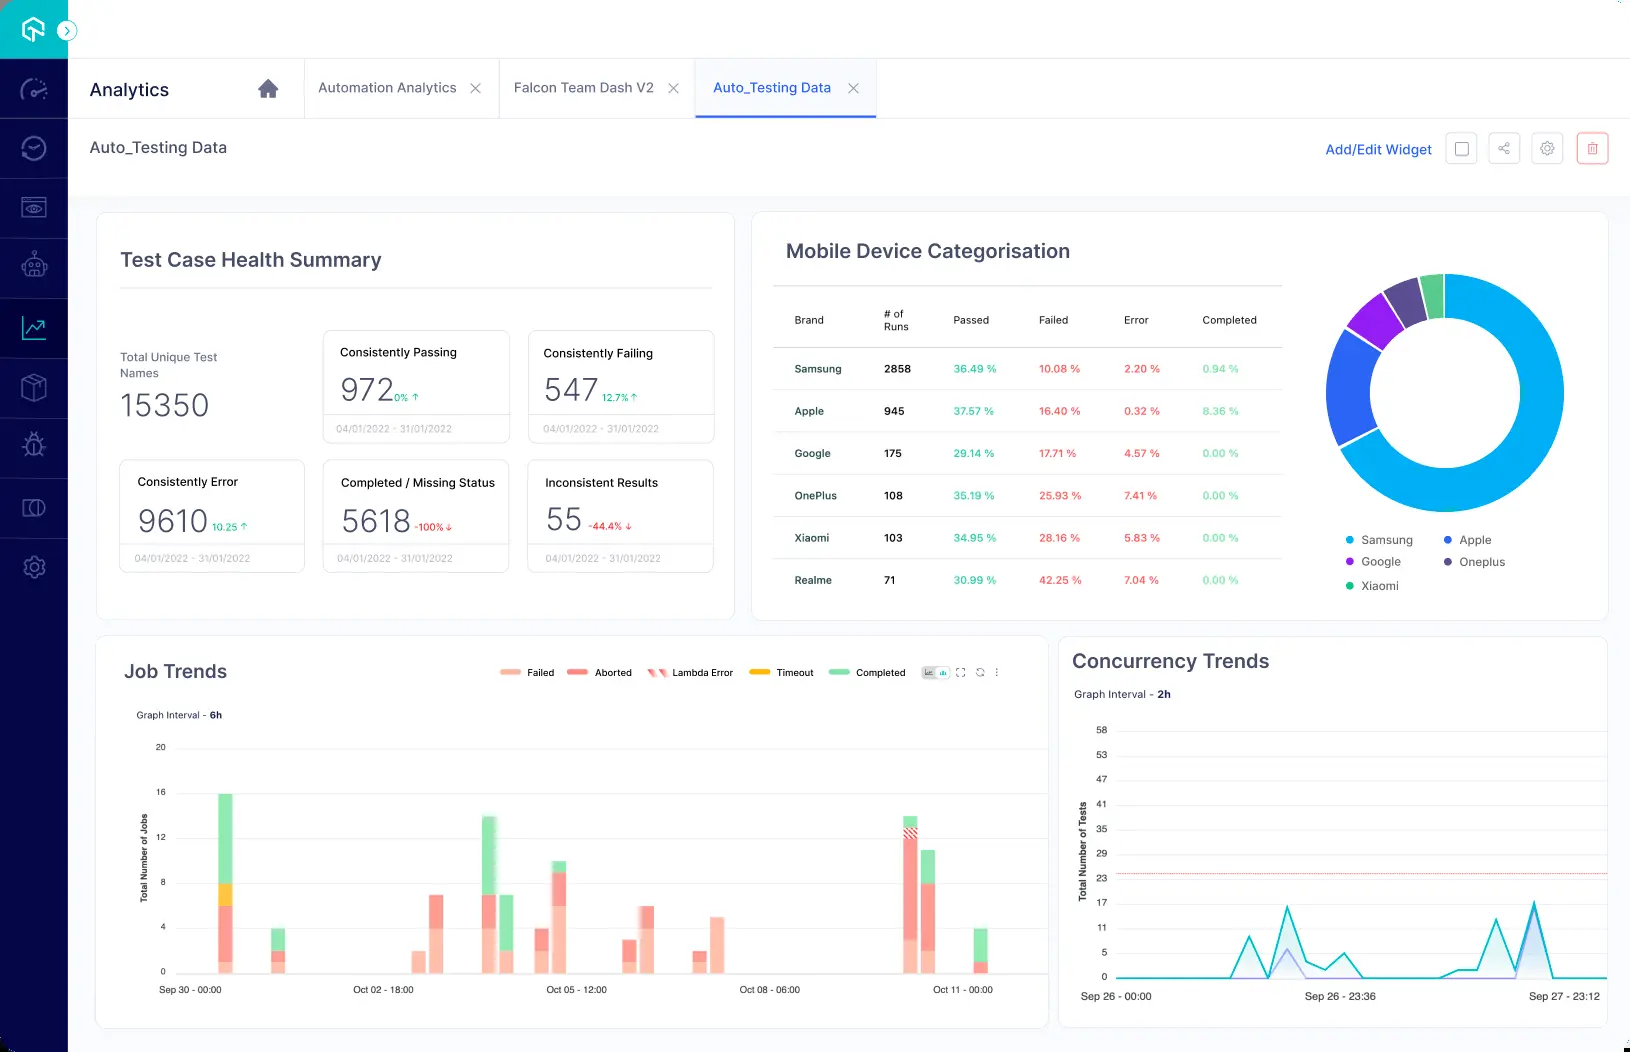 Analytics
Automation Analytics
Falcon Team Dash V2
Auto_Testing Data
Auto_Testing Data
Add/Edit Widget
Test Case Health Summary
Total Unique Test
Names
15350
Consistently Passing
972 0% ↑
04/01/2022 - 31/01/2022
Consistently Failing
547 12.7% ↑
04/01/2022 - 31/01/2022
Consistently Error
9610 10.25 ↑
04/01/2022 - 31/01/2022
Completed / Missing Status
5618 -100% ↓
04/01/2022 - 31/01/2022
Inconsistent Results
55 -44.4% ↓
04/01/2022 - 31/01/2022
Mobile Device Categorisation
Brand # of Runs Passed Failed Error Completed
Samsung 2858 36.49 % 10.08 % 2.20 % 0.94 %
Apple 945 37.57 % 16.40 % 0.32 % 8.36 %
Google 175 29.14 % 17.71 % 4.57 % 0.00 %
OnePlus 108 35.19 % 25.93 % 7.41 % 0.00 %
Xiaomi 103 34.95 % 28.16 % 5.83 % 0.00 %
Realme 71 30.99 % 42.25 % 7.04 % 0.00 %
Samsung Apple
Google Oneplus
Xiaomi
Job Trends
Failed Aborted Lambda Error Timeout Completed
Graph Interval - 6h
Total Number of Jobs
20
16
12
8
4
0
Sep 30 - 00:00 Oct 02 - 18:00 Oct 05 - 12:00 Oct 08 - 06:00 Oct 11 - 00:00
Concurrency Trends
Graph Interval - 2h
Total Number of Tests
58
53
47
41
35
29
23
17
11
5
0
Sep 26 - 00:00 Sep 26 - 23:36 Sep 27 - 23:12